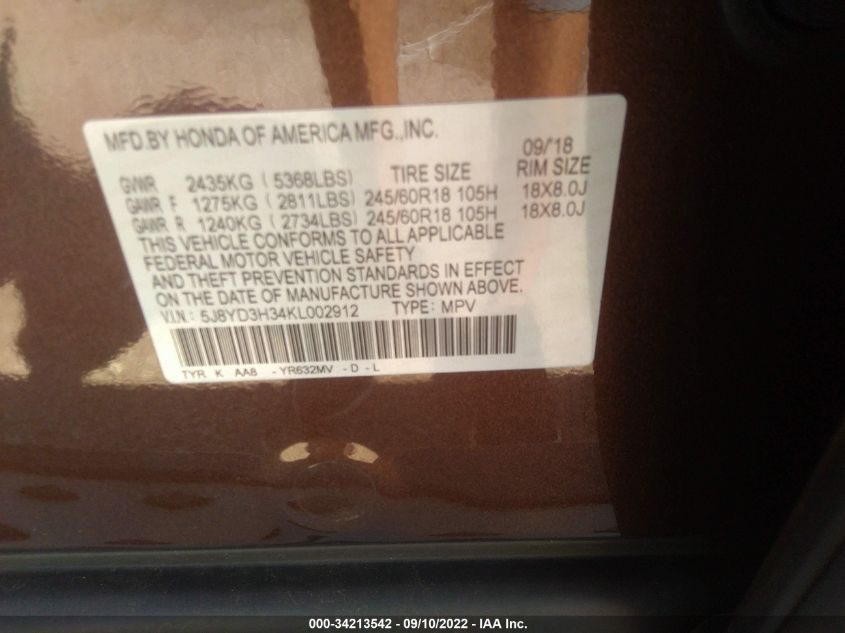 MFD.BY HONDA OF AMERICA MFG.,INC.
09/'18
GVWR 2435KG ( 5368LBS) TIRE SIZE RIM SIZE
GAWR F 1275KG ( 2811LBS) 245/60R18 105H 18X8.0J
GAWR R 1240KG ( 2734LBS) 245/60R18 105H 18X8.0J
THIS VEHICLE CONFORMS TO ALL APPLICABLE
FEDERAL MOTOR VEHICLE SAFETY
AND THEFT PREVENTION STANDARDS IN EFFECT
ON THE DATE OF MANUFACTURE SHOWN ABOVE.
V.I.N.: 5J8YD3H34KL002912 TYPE: MPV
TYR K AA8 -YR632MV -D -L
000-34213542 - 09/10/2022 - IAA Inc.